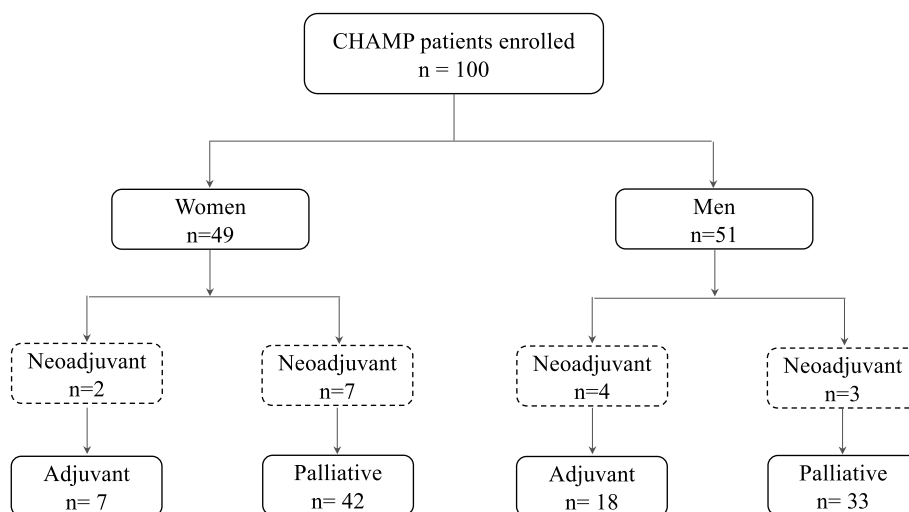 CHAMP patients enrolled
n = 100
Women
n=49
Men
n=51
Neoadjuvant
n=2
Neoadjuvant
n=7
Neoadjuvant
n=4
Neoadjuvant
n=3
Adjuvant
n= 7
Palliative
n= 42
Adjuvant
n= 18
Palliative
n= 33